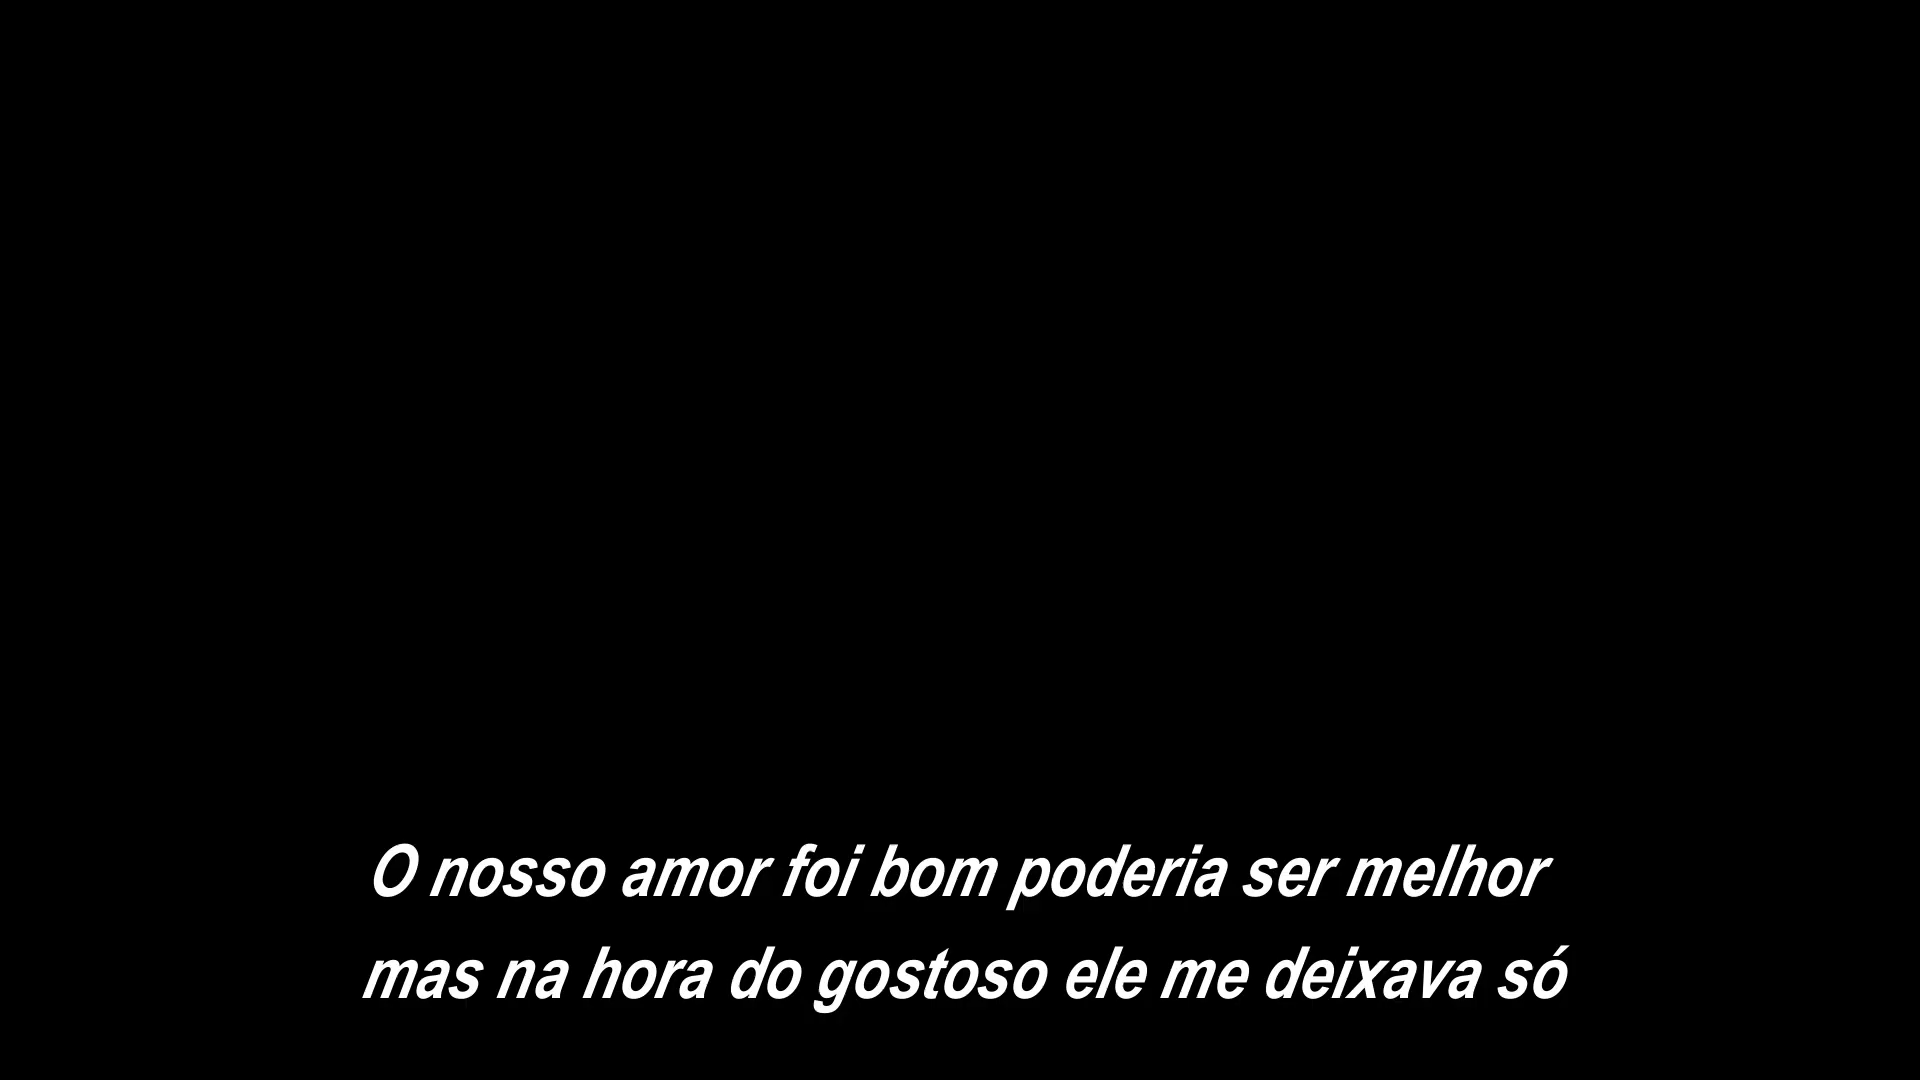 O nosso amor foi bom poderia ser melhor
mas na hora do gostoso ele me deixava só